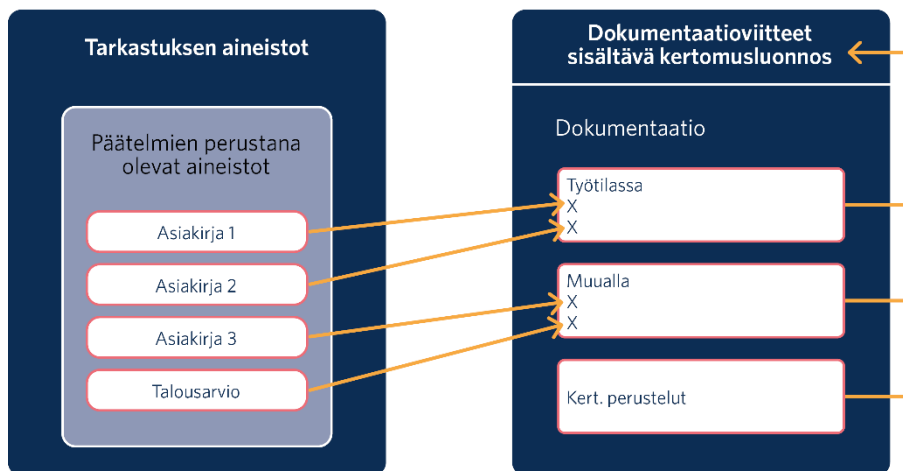 Tarkastuksen aineistot
Päätelmien perustana
olevat aineistot
Asiakirja 1
Asiakirja 2
Asiakirja 3
Talousarvio
Dokumentaatioviitteet
sisältävä kertomusluonnos
Dokumentaatio
Työtilassa
X
X
Muualla
X
X
Kert. perustelut